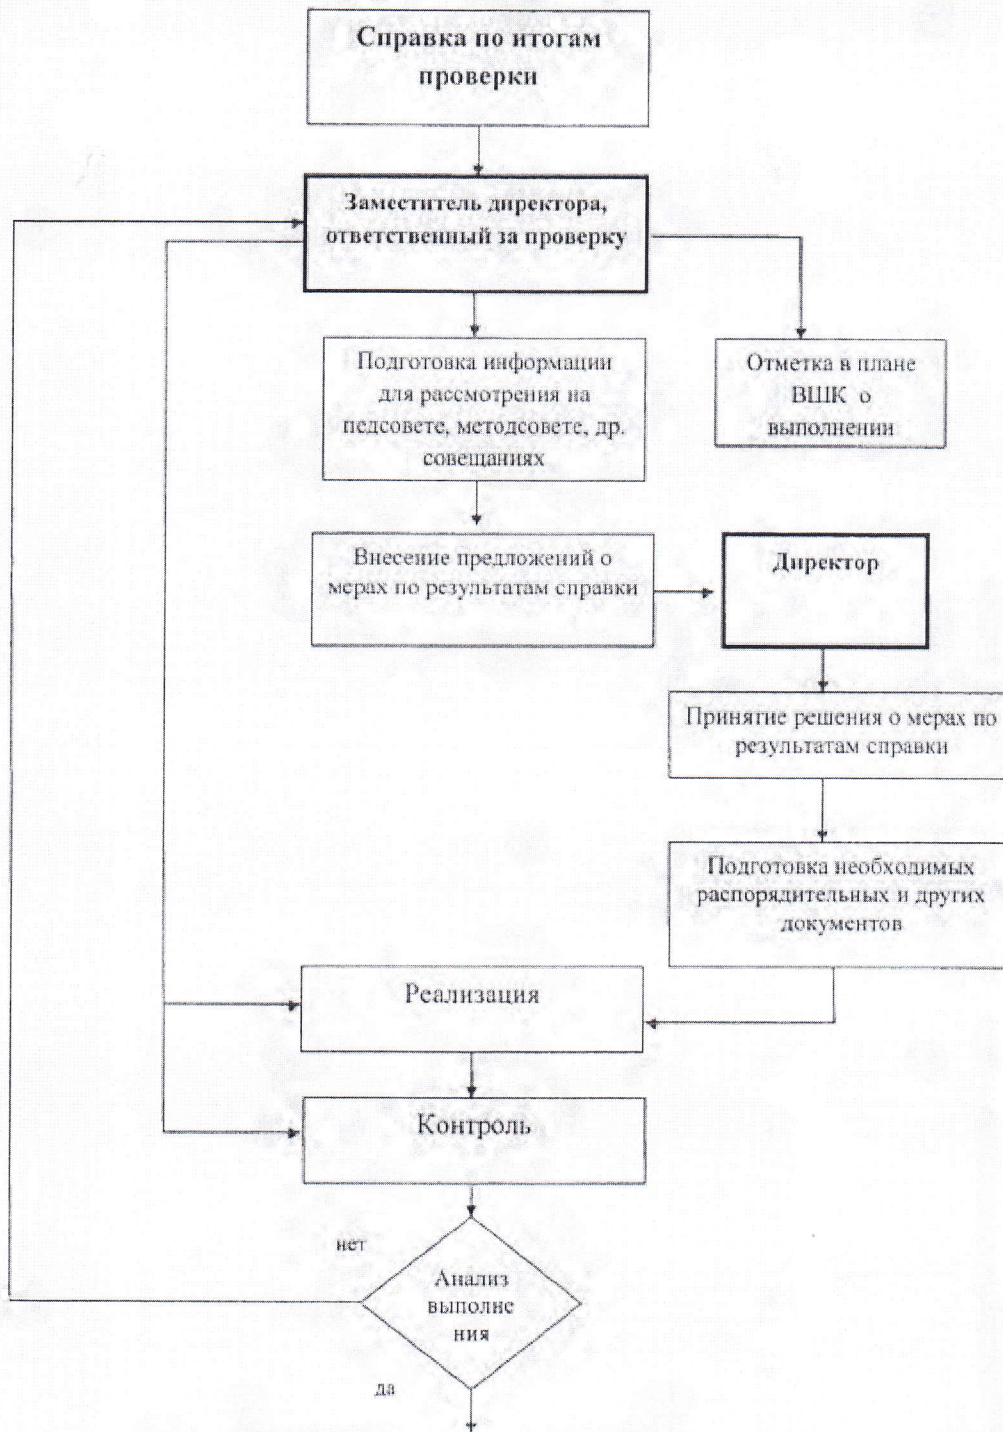 Справка по итогам
проверки
Заместитель директора,
ответственный за проверку
Подготовка информации
для рассмотрения на
педсовете, методсовете, др.
совещаниях
Отметка в плане
ВШК о
выполнении
Внесение предложений о
мерах по результатам справки
Директор
Принятие решения о мерах по
результатам справки
Подготовка необходимых
распорядительных и других
документов
Реализация
Контроль
нет
Анализ
выполне
ния
да